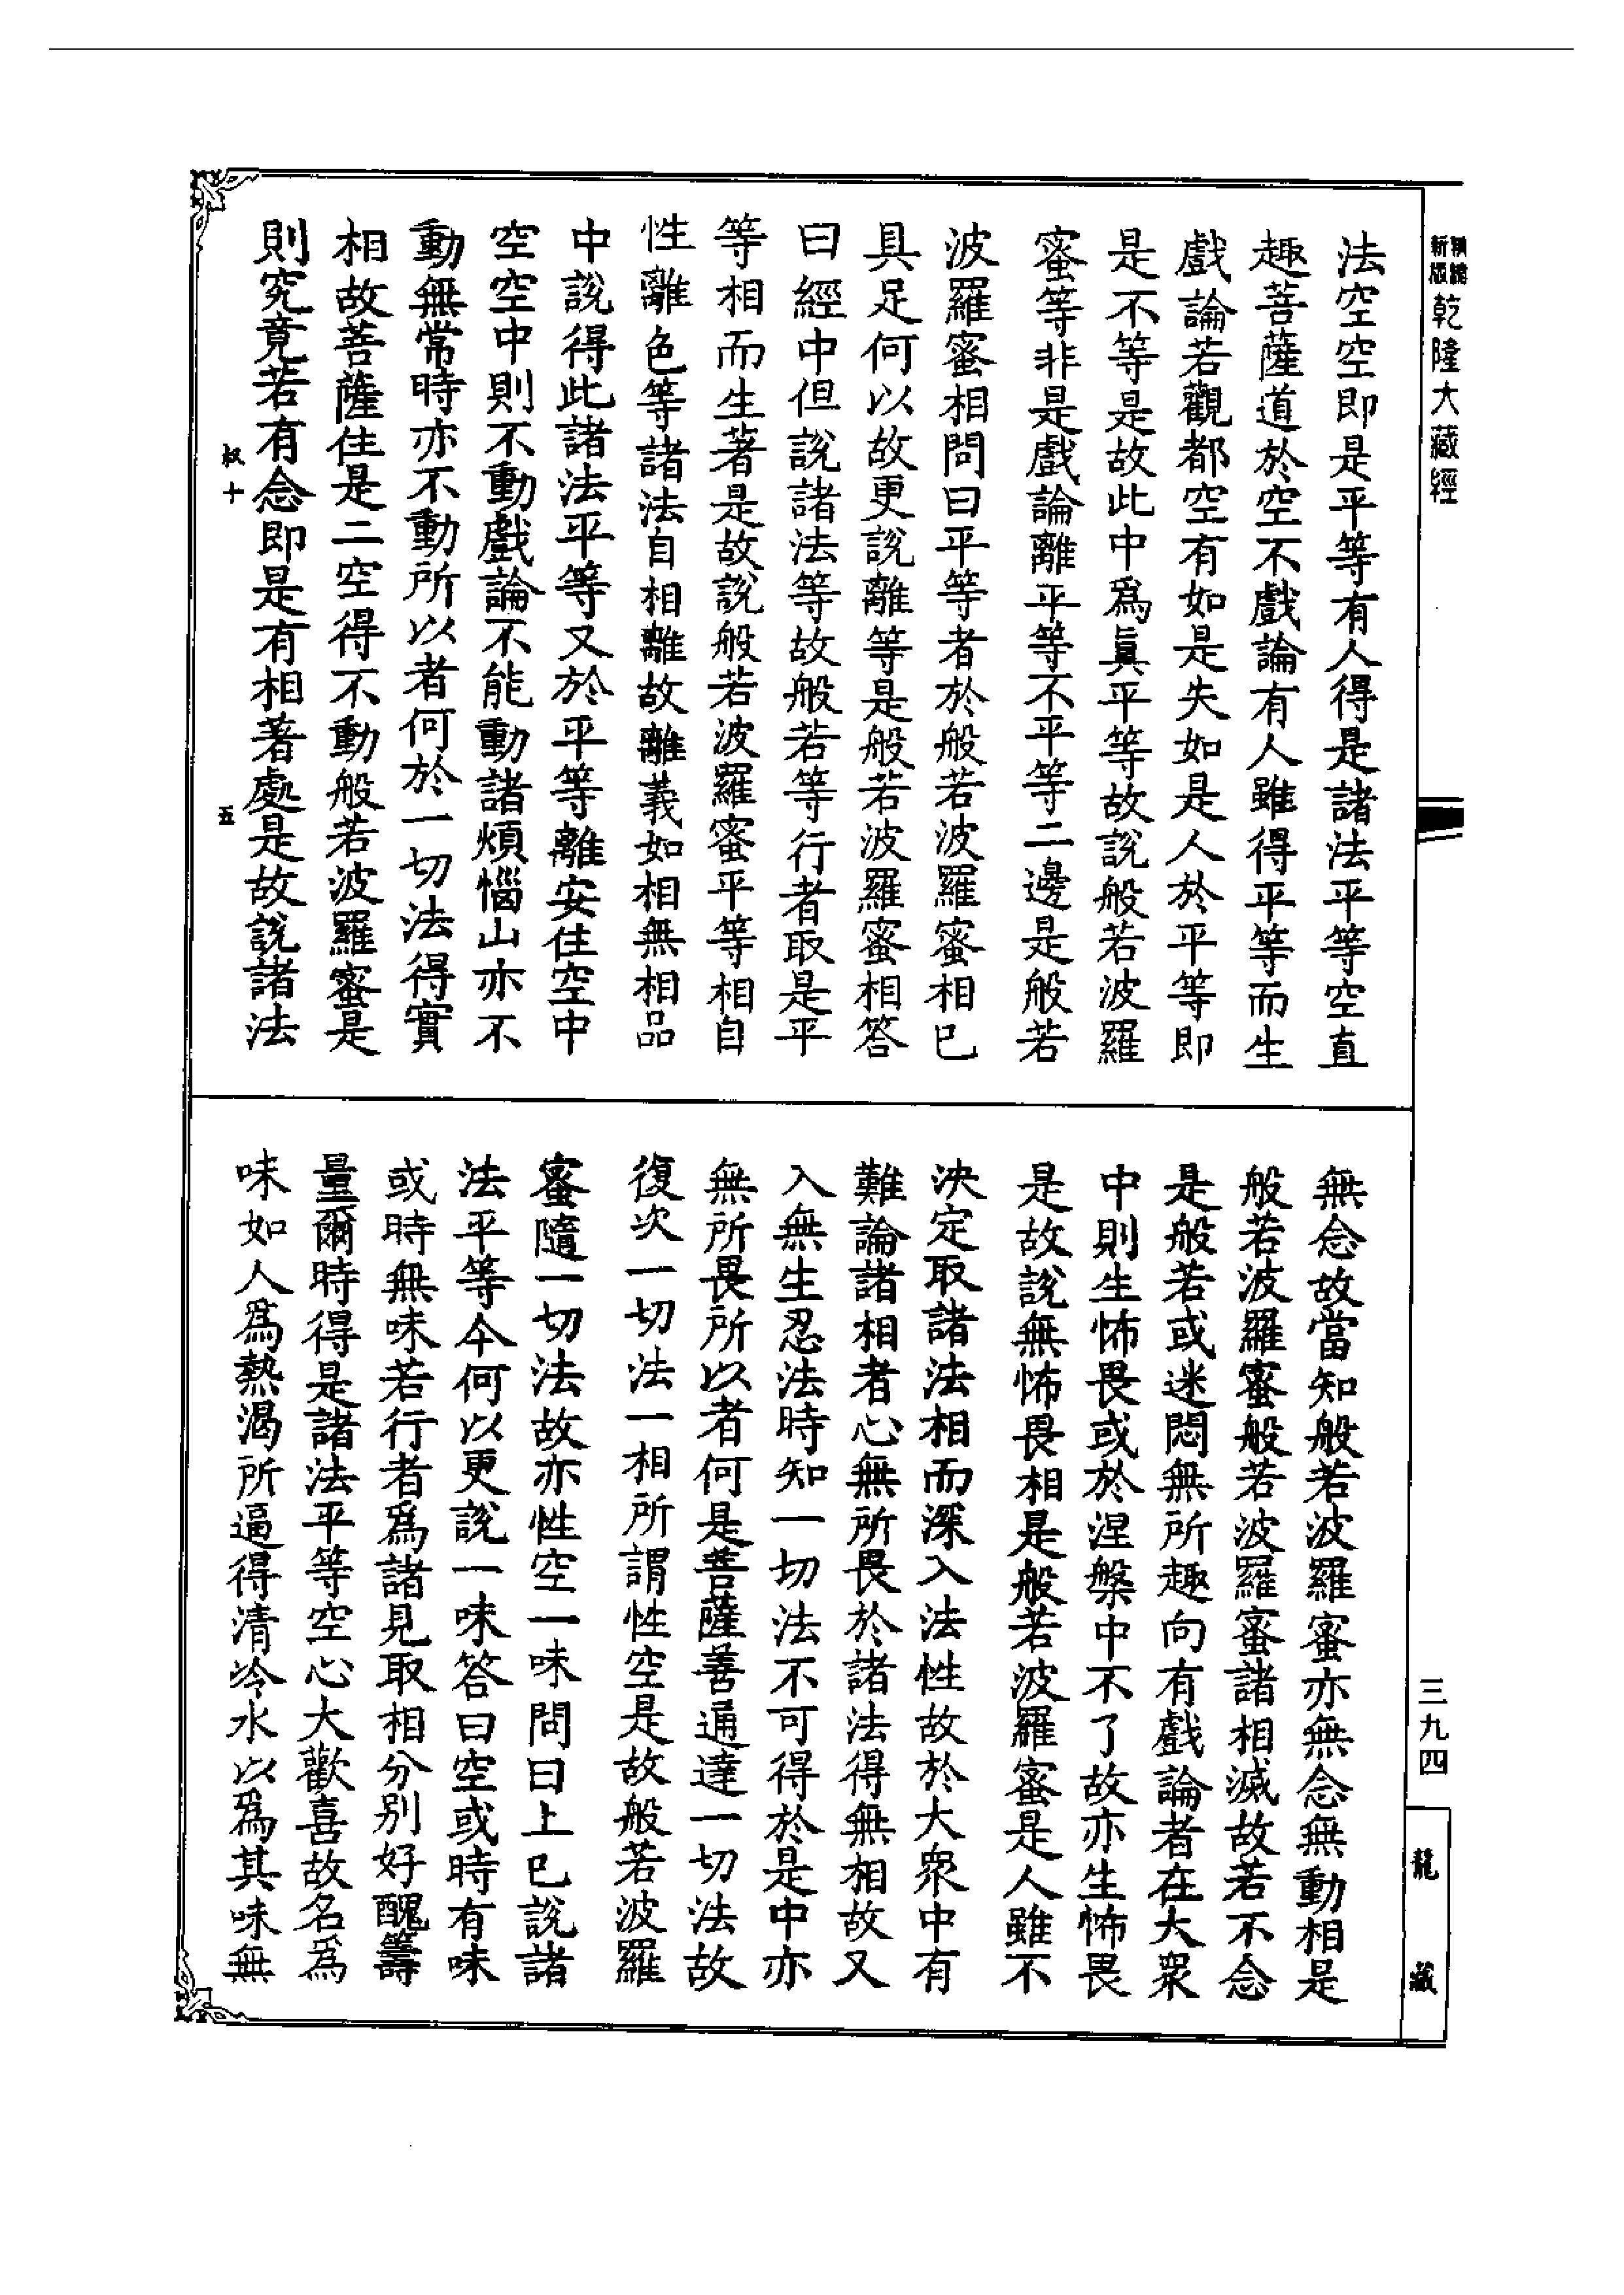 新版
乾隆大藏經
法空空即是平等有人得是諸法平等空直
趣菩薩道於空不戲論有人雖得平等而生
戲論若觀都空有如是失如是人於平等即
是不等是故此中爲眞平等故說般若波羅
蜜等非是戲論離平等不平等二邊是般若
波羅蜜相問曰平等者於般若波羅蜜相已
具足何以故更說離等是般若波羅蜜相答
曰經中但說諸法等故般若等行者取是平
等相而生著是故說般若波羅蜜平等相自
性離色等諸法自相離故離義如相無相品
中說得此諸法平等又於平等離安住空中
空空中則不動戲論不能動諸煩惱山亦不
動無常時亦不動所以者何於一切法得實
相故菩薩住是二空得不動般若波羅蜜是
則究竟若有念即是有相著處是故說諸法
十
五
無念故當知般若波羅蜜亦無念無動相是
般若波羅蜜般若波羅蜜諸相滅故若不念
是般若或迷悶無所趣向有戲論者在大衆
中則生怖畏或於涅槃中不了故亦生怖畏
是故說無怖畏相是般若波羅蜜是人雖不
決定取諸法相而深入法性故於大衆中有
難論諸相者心無所畏於諸法得無相故又
入無生忍法時知一切法不可得於是中亦
無所畏所以者何是菩薩善通達一切法故
復次一切法一相所謂性空是故般若波羅
蜜隨一切法故亦性空一味問曰上已說諸
法平等今何以更說一味答曰空或時有味
或時無味若行者爲諸見取相分別好醜籌
量爾時得是諸法平等空心大歡喜故名爲
味如人爲熱渴所逼得清冷水以爲其味無
三九四
龍藏